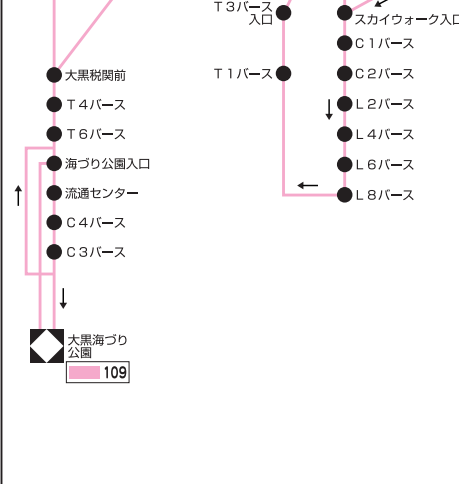 T3バース
入口
スカイウォーク入口
C1バース
T1バース
C2バース
L2バース
L4バース
L6バース
L8バース
大黒税関前
T4バース
T6バース
海づり公園入口
流通センター
C4バース
C3バース
大黒海づり
公園
109